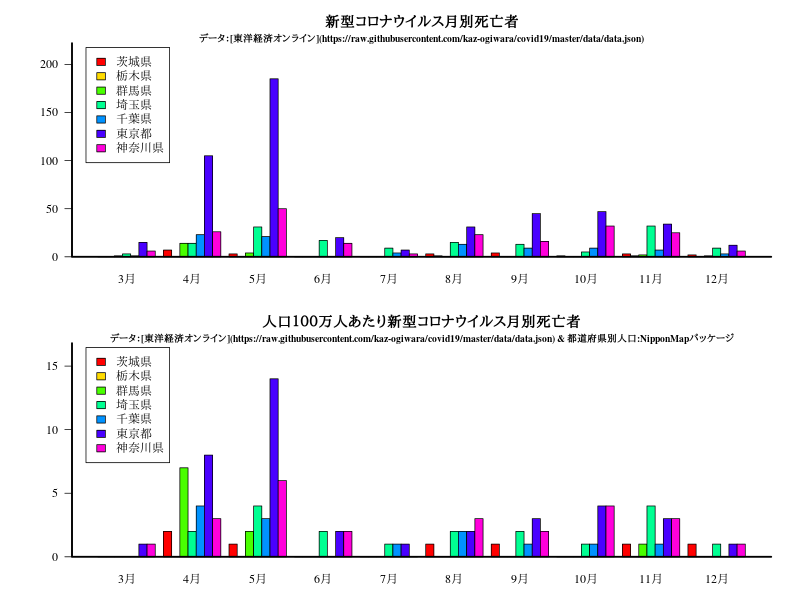 新型コロナウイルス月別死亡者
データ:[東洋経済オンライン](https://raw.githubusercontent.com/kaz-ogiwara/covid19/master/data/data.json)
茨城県
栃木県
群馬県
埼玉県
千葉県
東京都
神奈川県
200
150
100
50
0
3月 4月 5月 6月 7月 8月 9月 10月 11月 12月
人口100万人あたり新型コロナウイルス月別死亡者
データ:[東洋経済オンライン](https://raw.githubusercontent.com/kaz-ogiwara/covid19/master/data/data.json) & 都道府県別人口:NipponMapパッケージ
茨城県
栃木県
群馬県
埼玉県
千葉県
東京都
神奈川県
15
10
5
0
3月 4月 5月 6月 7月 8月 9月 10月 11月 12月